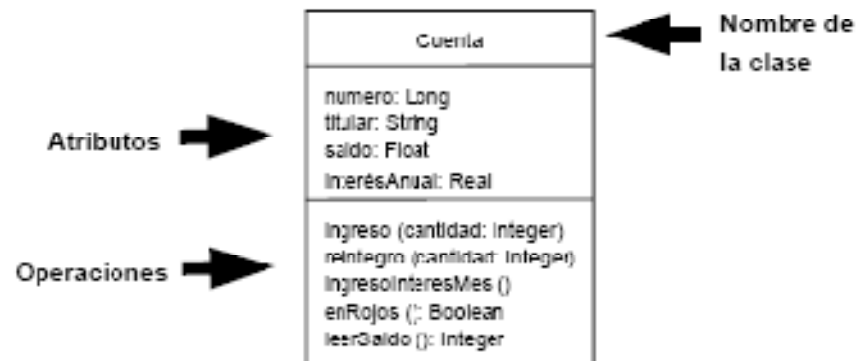 Cuenta
Nombre de
la clase
numero: Long
titular: String
saldo: Float
interésAnual: Real
Atributos
ingreso (cantidad: Integer)
reintegro (cantidad: Integer)
ingresoInteresMes ()
enRojos (): Boolean
leerSaldo (): Integer
Operaciones